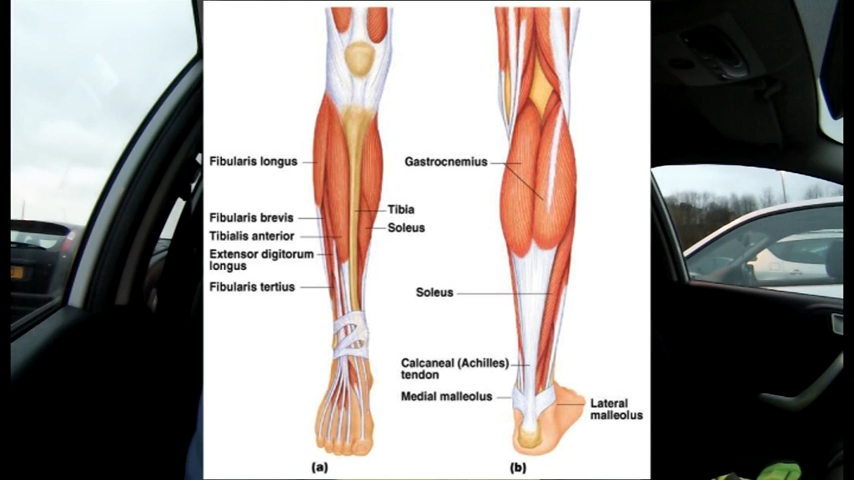 Fibularis longus
Fibularis brevis
Tibialis anterior
Extensor digitorum
longus
Fibularis tertius
Tibia
Soleus
(a)
Gastrocnemius
Soleus
Calcaneal (Achilles)
tendon
Medial malleolus
Lateral
malleolus
(b)